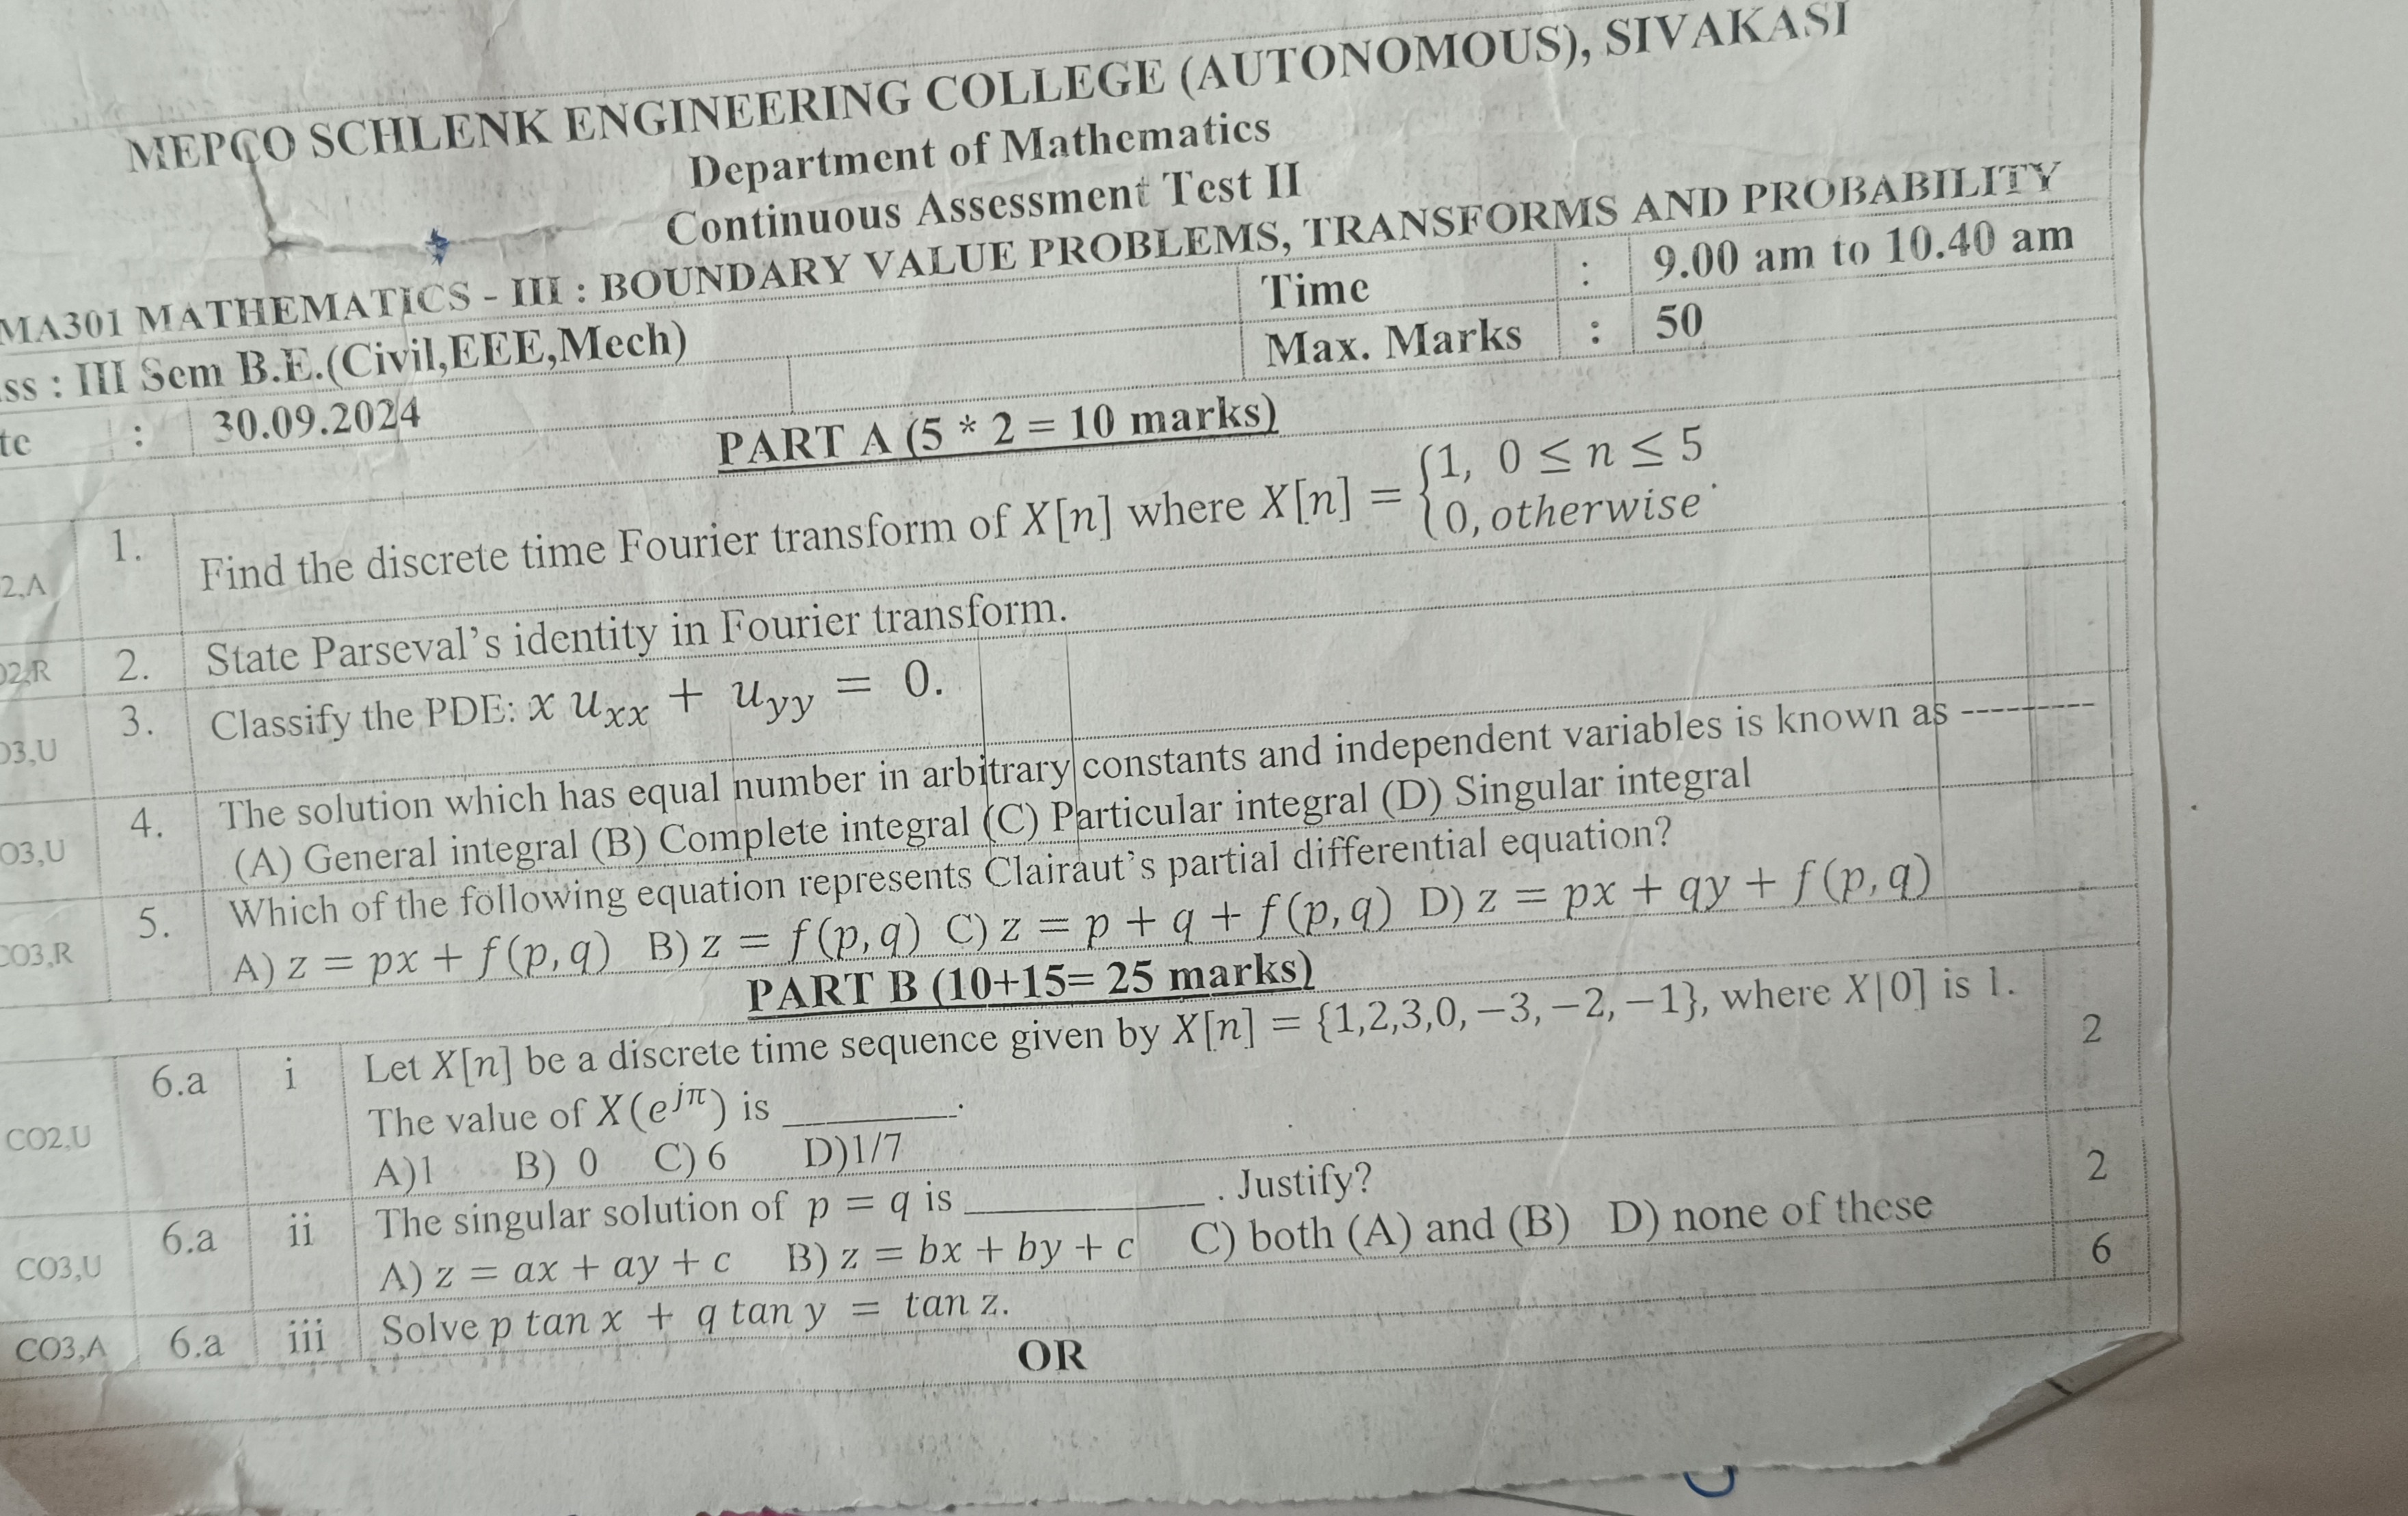 MEPCO SCHLENK ENGINEERING COLLEGE (AUTONOMOUS), SIVAKASI
Department of Mathematics
Continuous Assessment Test II
MA301 MATHEMATICS - III : BOUNDARY VALUE PROBLEMS, TRANSFORMS AND PROBABILITY
ss : III Sem B.E.(Civil,EEE,Mech) Time : 9.00 am to 10.40 am
te : 30.09.2024 Max. Marks : 50
PART A (5 * 2 = 10 marks)
2,A 1. Find the discrete time Fourier transform of X[n] where X[n] = {1, 0 ≤ n ≤ 5
0, otherwise.
O2,R 2. State Parseval's identity in Fourier transform.
O3,U 3. Classify the PDE: x u_xx + u_yy = 0.
O3,U 4. The solution which has equal number in arbitrary constants and independent variables is known as ---------
(A) General integral (B) Complete integral (C) Particular integral (D) Singular integral
CO3,R 5. Which of the following equation represents Clairaut's partial differential equation?
A) z = px + f(p,q) B) z = f(p,q) C) z = p + q + f(p,q) D) z = px + qy + f(p,q)
PART B (10+15= 25 marks)
CO2,U 6.a i Let X[n] be a discrete time sequence given by X[n] = {1,2,3,0,−3,−2,−1}, where X[0] is 1. 2
The value of X(e^jπ) is ________.
A)1 B) 0 C) 6 D)1/7
CO3,U 6.a ii The singular solution of p = q is ___________. Justify? 2
A) z = ax + ay + c B) z = bx + by + c C) both (A) and (B) D) none of these
CO3,A 6.a iii Solve p tan x + q tan y = tan z. 6
OR